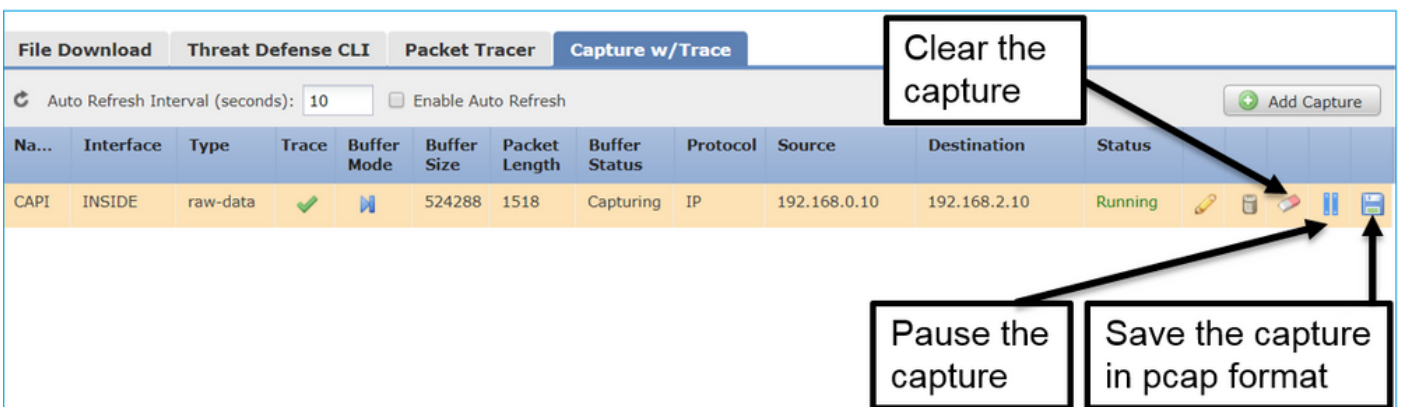 File Download Threat Defense CLI Packet Tracer Capture w/Trace
Clear the
capture
Auto Refresh Interval (seconds): 10 Enable Auto Refresh Add Capture
Na... Interface Type Trace Buffer Mode Buffer Size Packet Length Buffer Status Protocol Source Destination Status
CAPI INSIDE raw-data 524288 1518 Capturing IP 192.168.0.10 192.168.2.10 Running
Pause the
capture
Save the capture
in pcap format